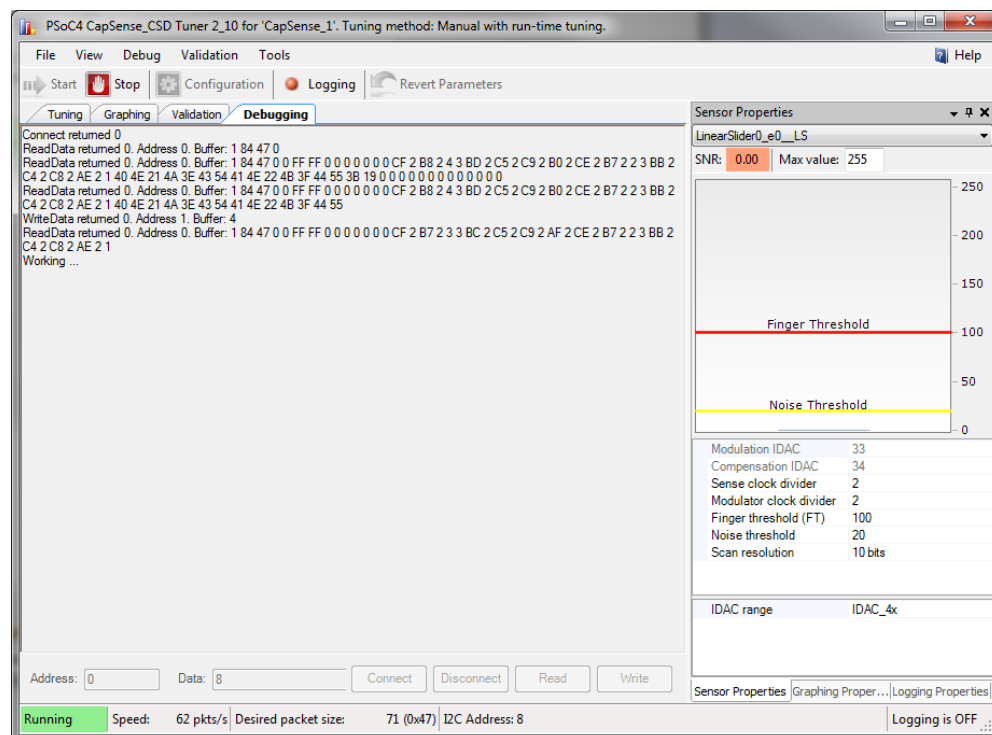 PSoC4 CapSense_CSD Tuner 2_10 for 'CapSense_1'. Tuning method: Manual with run-time tuning.
File View Debug Validation Tools Help
Start Stop Configuration Logging Revert Parameters
Tuning Graphing Validation Debugging
Connect returned 0
ReadData returned 0. Address 0. Buffer: 1 84 47 0
ReadData returned 0. Address 0. Buffer: 1 84 47 0 0 FF FF 0 0 0 0 0 0 0 CF 2 B8 2 4 3 BD 2 C5 2 C9 2 B0 2 CE 2 B7 2 2 3 BB 2
C4 2 C8 2 AE 2 1 40 4E 21 4A 3E 43 54 41 4E 22 4B 3F 44 55 3B 19 0 0 0 0 0 0 0 0 0 0 0 0 0 0
ReadData returned 0. Address 0. Buffer: 1 84 47 0 0 FF FF 0 0 0 0 0 0 0 CF 2 B8 2 4 3 BD 2 C5 2 C9 2 B0 2 CE 2 B7 2 2 3 BB 2
C4 2 C8 2 AE 2 1 40 4E 21 4A 3E 43 54 41 4E 22 4B 3F 44 55
WriteData returned 0. Address 1. Buffer: 4
ReadData returned 0. Address 0. Buffer: 1 84 47 0 0 FF FF 0 0 0 0 0 0 0 CF 2 B7 2 3 3 BC 2 C5 2 C9 2 AF 2 CE 2 B7 2 2 3 BB 2
C4 2 C8 2 AE 2 1
Working ...
Address: 0 Data: 8 Connect Disconnect Read Write
Sensor Properties
LinearSlider0_e0__LS
SNR: 0.00 Max value: 255
250
200
150
Finger Threshold
100
50
Noise Threshold
0
Modulation IDAC 33
Compensation IDAC 34
Sense clock divider 2
Modulator clock divider 2
Finger threshold (FT) 100
Noise threshold 20
Scan resolution 10 bits
IDAC range IDAC_4x
Sensor Properties Graphing Proper... Logging Properties
Running Speed: 62 pkts/s Desired packet size: 71 (0x47) I2C Address: 8 Logging is OFF